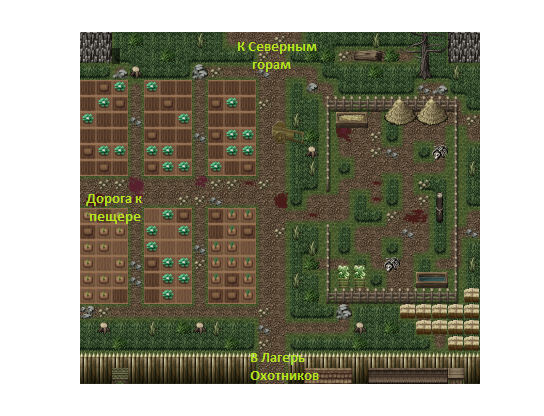 К Северным
горам
Дорога к
пещере
В Лагерь
Охотников